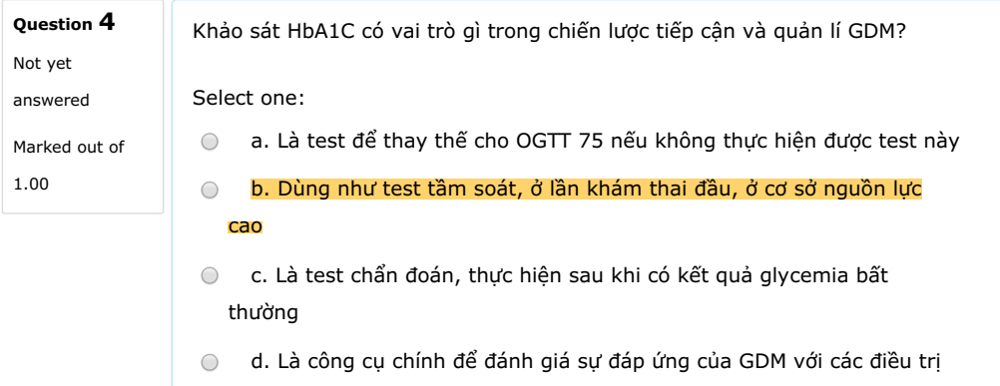 Question 4
Not yet
answered
Marked out of
1.00
Khảo sát HbA1C có vai trò gì trong chiến lược tiếp cận và quản lí GDM?
Select one:
a. Là test để thay thế cho OGTT 75 nếu không thực hiện được test này
b. Dùng như test tầm soát, ở lần khám thai đầu, ở cơ sở nguồn lực
cao
c. Là test chẩn đoán, thực hiện sau khi có kết quả glycemia bất
thường
d. Là công cụ chính để đánh giá sự đáp ứng của GDM với các điều trị